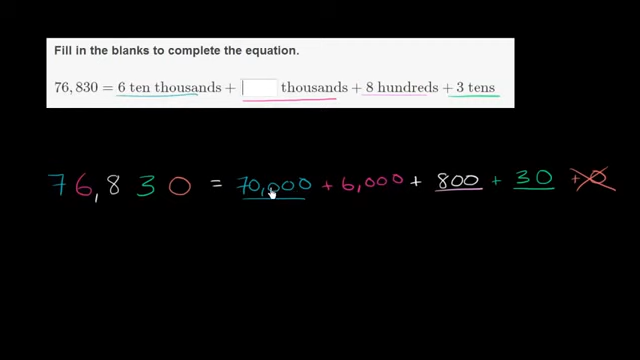 Fill in the blanks to complete the equation.
76,830 = 6 ten thousands + thousands + 8 hundreds + 3 tens
76,830 = 70,000 + 6,000 + 800 + 30 + 0